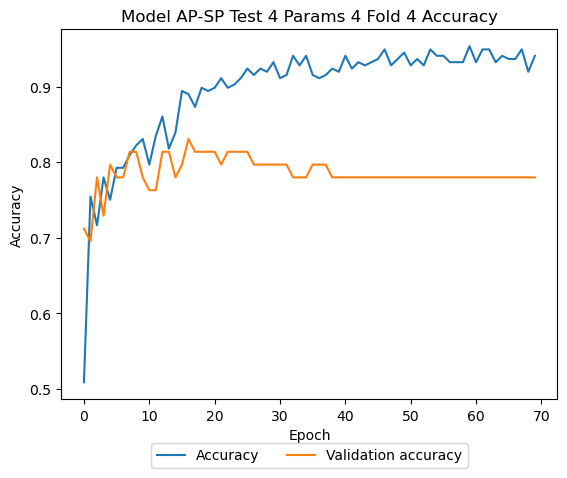 Model AP-SP Test 4 Params 4 Fold 4 Accuracy
Accuracy
0.9
0.8
0.7
0.6
0.5
0 10 20 30 40 50 60 70
Epoch
Accuracy Validation accuracy